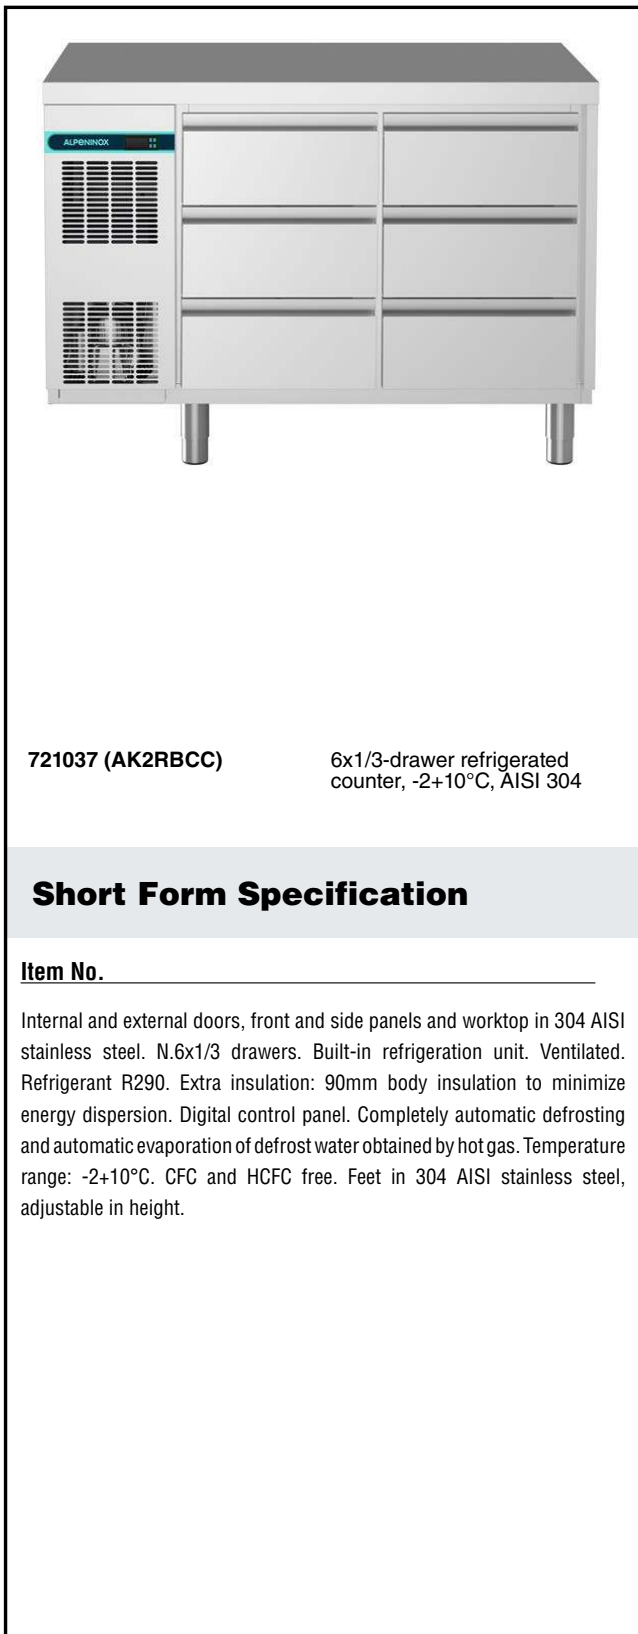 ALPENINOX
721037 (AK2RBCC)
6x1/3-drawer refrigerated
counter, -2+10°C, AISI 304
Short Form Specification
Item No.
Internal and external doors, front and side panels and worktop in 304 AISI
stainless steel. N.6x1/3 drawers. Built-in refrigeration unit. Ventilated.
Refrigerant R290. Extra insulation: 90mm body insulation to minimize
energy dispersion. Digital control panel. Completely automatic defrosting
and automatic evaporation of defrost water obtained by hot gas. Temperature
range: -2+10°C. CFC and HCFC free. Feet in 304 AISI stainless steel,
adjustable in height.